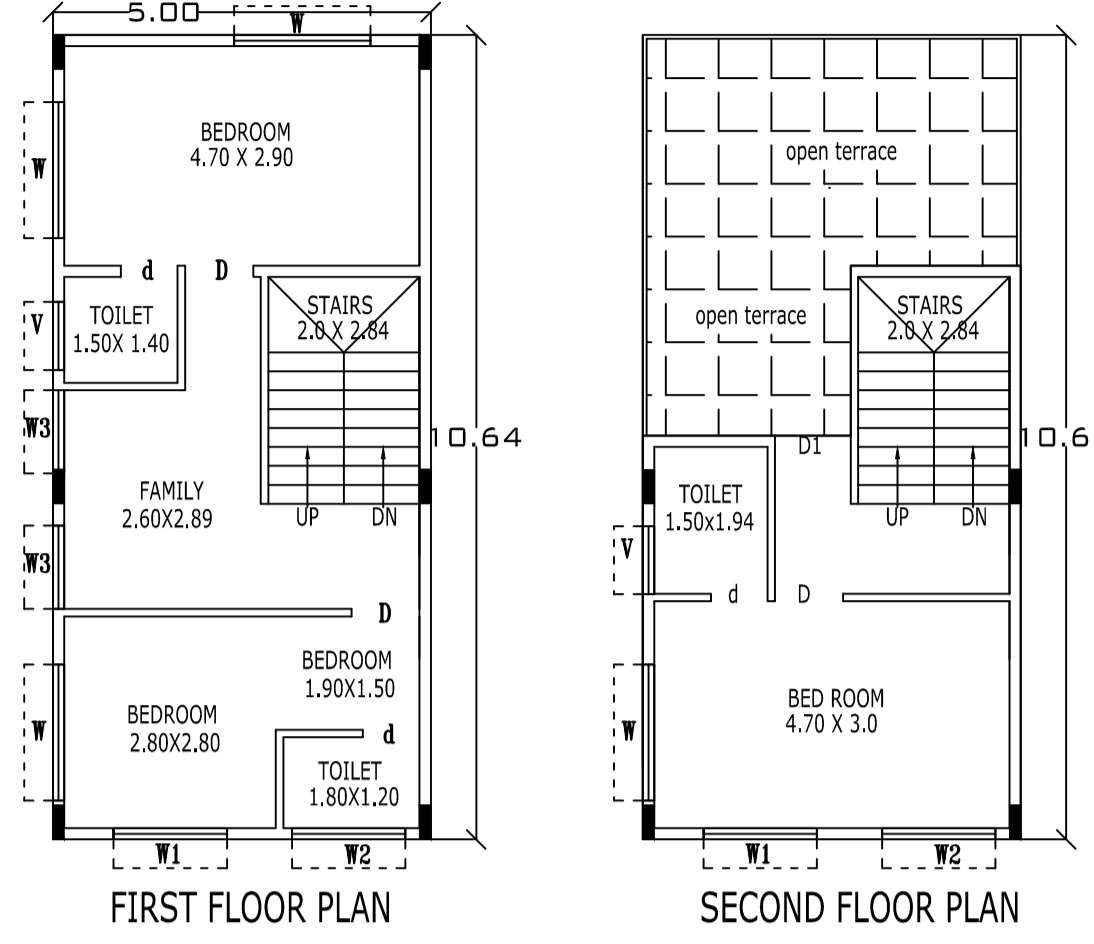 5.00
W
BEDROOM
4.70 X 2.90
W
d
D
V
TOILET
1.50X 1.40
STAIRS
2.0 X 2.84
W3
10.64
FAMILY
2.60X2.89
UP
DN
W3
D
BEDROOM
1.90X1.50
BEDROOM
2.80X2.80
W
d
TOILET
1.80X1.20
W1
W2
FIRST FLOOR PLAN
open terrace
open terrace
STAIRS
2.0 X 2.84
D1
10.6
TOILET
1.50x1.94
UP
DN
V
d
D
BED ROOM
4.70 X 3.0
W
W1
W2
SECOND FLOOR PLAN